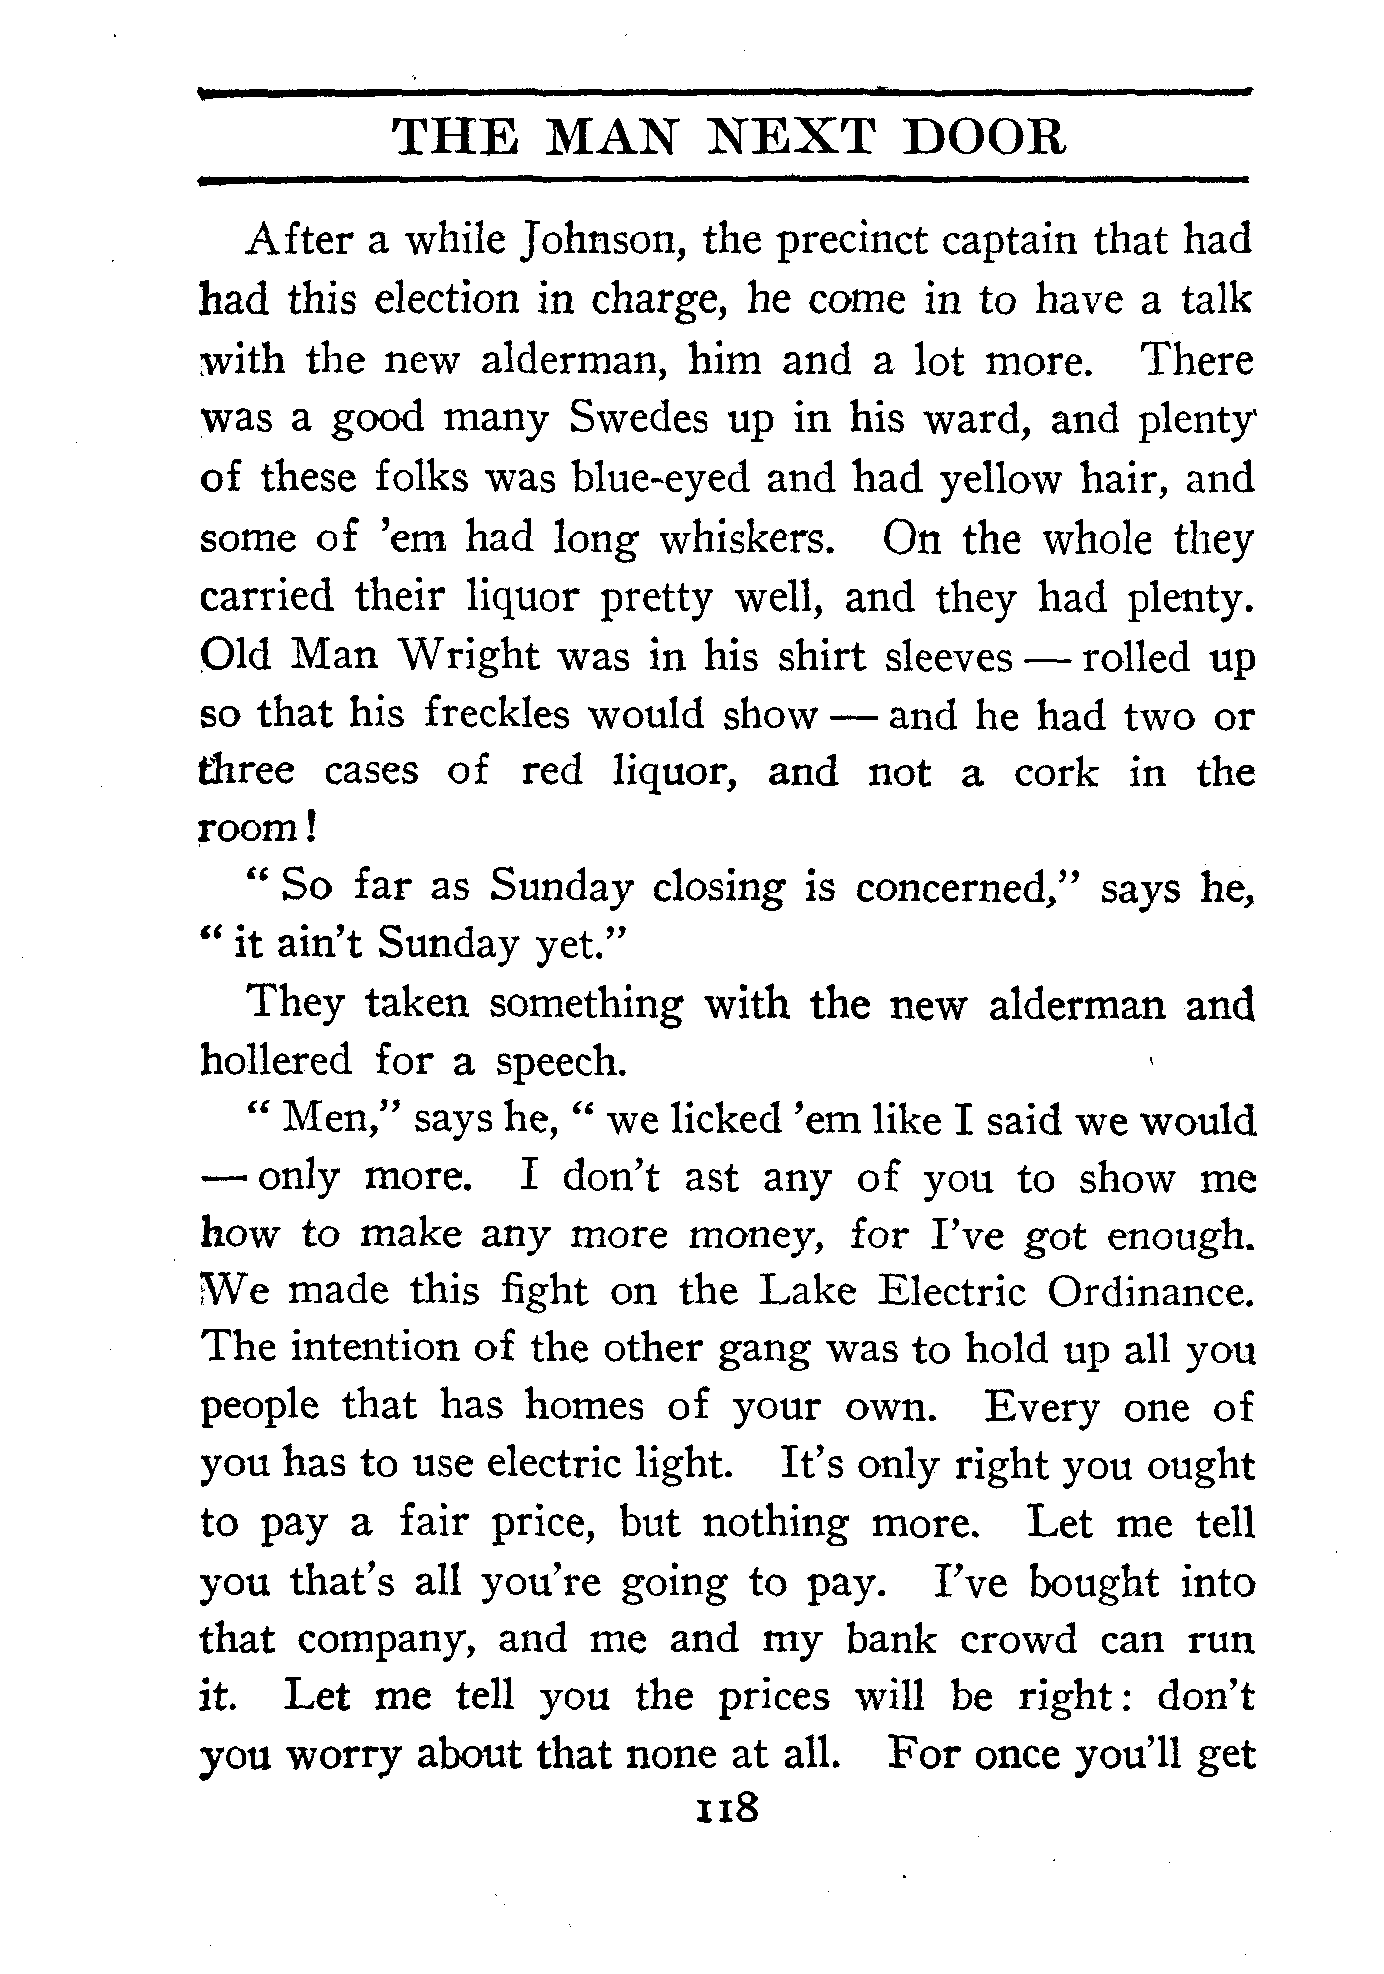 THE MAN NEXT DOOR
After a while Johnson, the precinct captain that had
had this election in charge, he come in to have a talk
with the new alderman, him and a lot more. There
was a good many Swedes up in his ward, and plenty
of these folks was blue-eyed and had yellow hair, and
some of 'em had long whiskers. On the whole they
carried their liquor pretty well, and they had plenty.
Old Man Wright was in his shirt sleeves — rolled up
so that his freckles would show — and he had two or
three cases of red liquor, and not a cork in the
room!
"So far as Sunday closing is concerned," says he,
"it ain't Sunday yet."
They taken something with the new alderman and
hollered for a speech.
"Men," says he, "we licked 'em like I said we would
— only more. I don't ast any of you to show me
how to make any more money, for I've got enough.
We made this fight on the Lake Electric Ordinance.
The intention of the other gang was to hold up all you
people that has homes of your own. Every one of
you has to use electric light. It's only right you ought
to pay a fair price, but nothing more. Let me tell
you that's all you're going to pay. I've bought into
that company, and me and my bank crowd can run
it. Let me tell you the prices will be right: don't
you worry about that none at all. For once you'll get
118